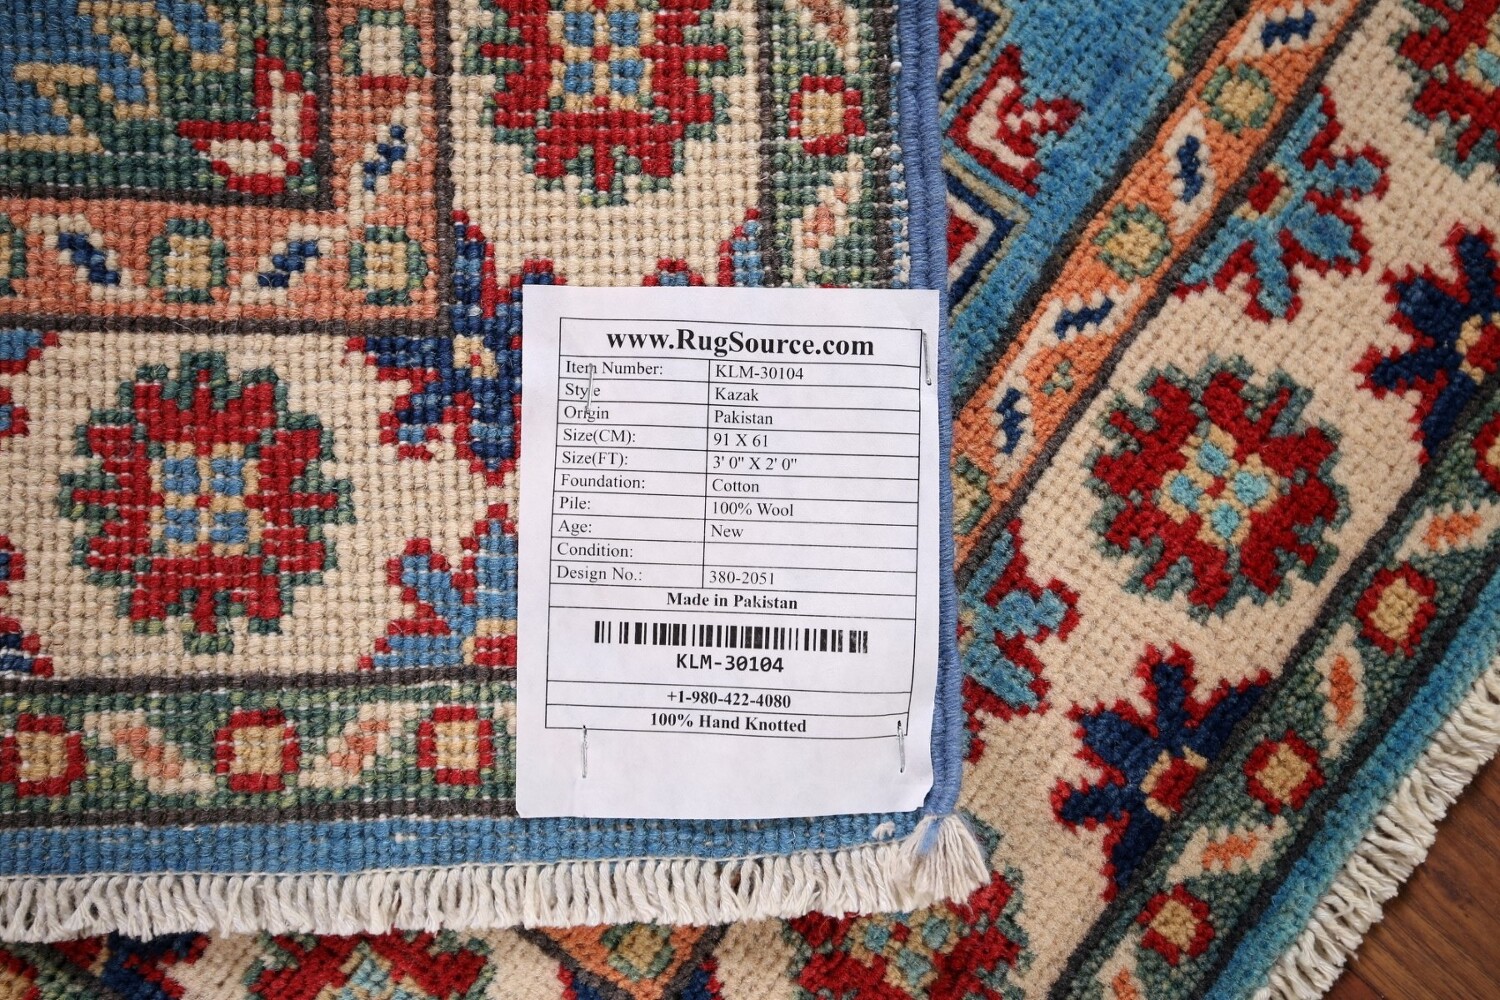 www.RugSource.com
Item Number: KLM-30104
Style Kazak
Origin Pakistan
Size(CM): 91 X 61
Size(FT): 3' 0" X 2' 0"
Foundation: Cotton
Pile: 100% Wool
Age: New
Condition:
Design No.: 380-2051
Made in Pakistan
KLM-30104
+1-980-422-4080
100% Hand Knotted